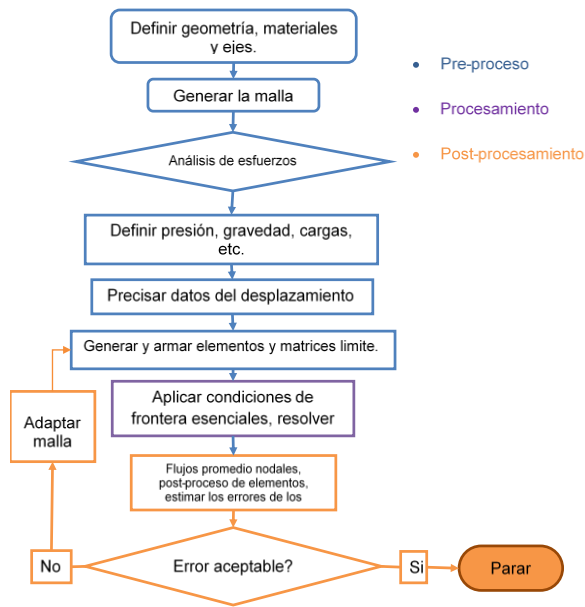 Definir geometría, materiales
y ejes.
Generar la malla
Análisis de esfuerzos
Definir presión, gravedad, cargas,
etc.
Precisar datos del desplazamiento
Generar y armar elementos y matrices limite.
Aplicar condiciones de
frontera esenciales, resolver
Adaptar
malla
Flujos promedio nodales,
post-proceso de elementos,
estimar los errores de los
No
Error aceptable?
Si
Parar
• Pre-proceso
• Procesamiento
• Post-procesamiento